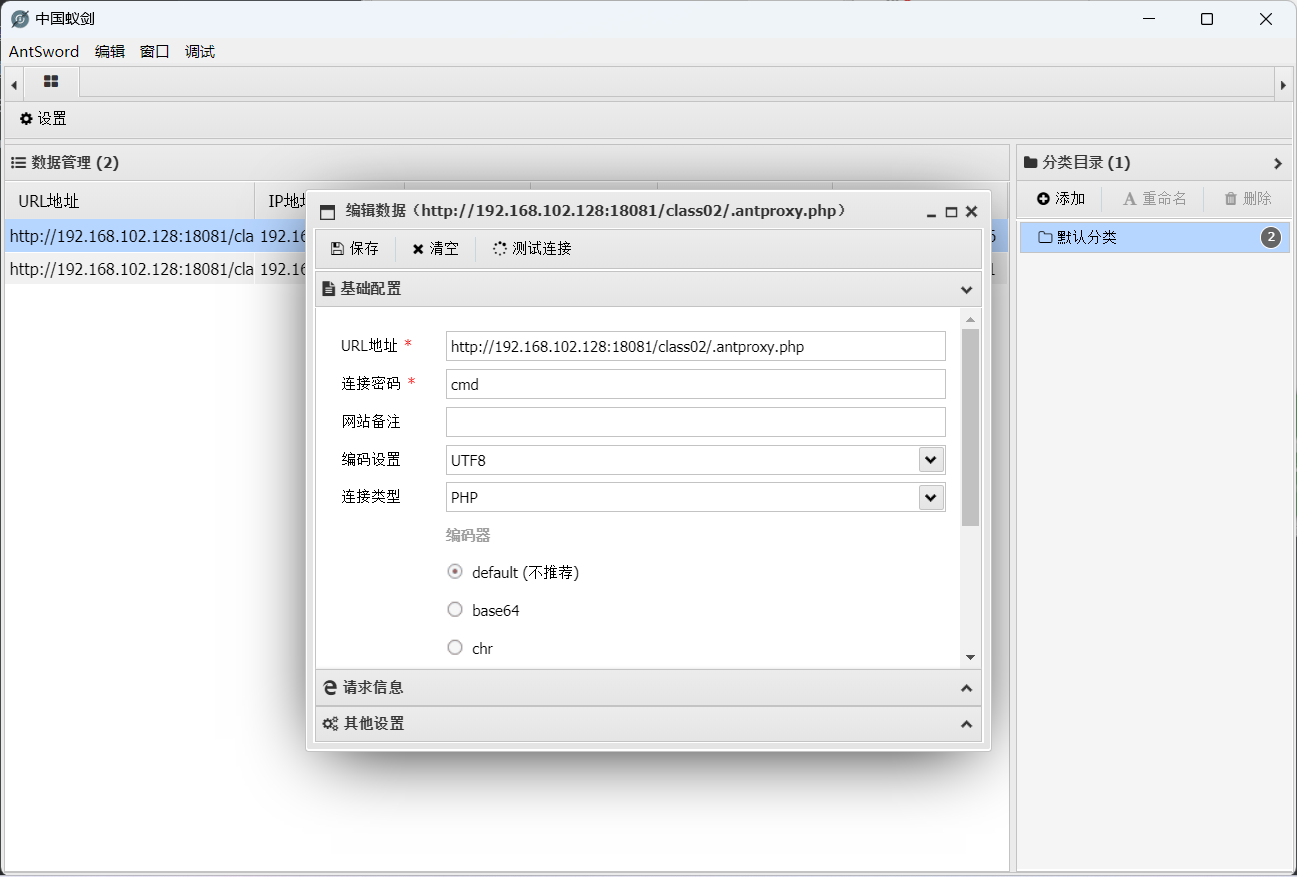 中国蚁剑
AntSword 编辑 窗口 调试
设置
数据管理 (2)
URL地址 IP地
http://192.168.102.128:18081/cla 192.16
http://192.168.102.128:18081/cla 192.16
编辑数据（http://192.168.102.128:18081/class02/.antproxy.php）
保存 清空 测试连接
基础配置
URL地址 * http://192.168.102.128:18081/class02/.antproxy.php
连接密码 * cmd
网站备注
编码设置 UTF8
连接类型 PHP
编码器
default (不推荐)
base64
chr
请求信息
其他设置
分类目录 (1)
添加 重命名 删除
默认分类 2